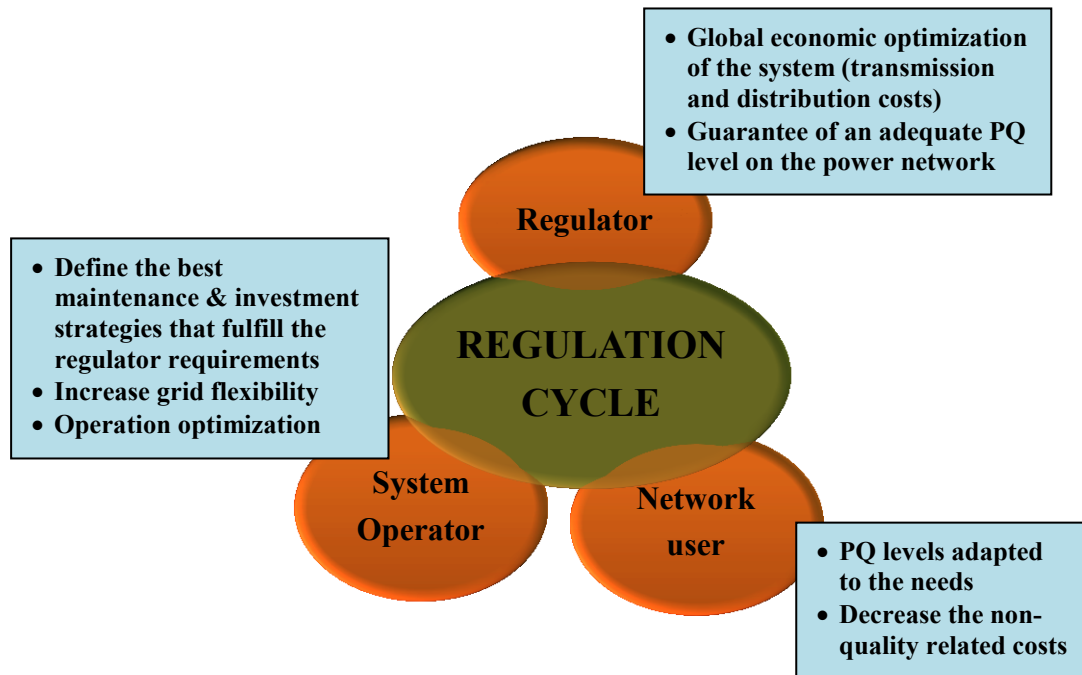 • Global economic optimization
of the system (transmission
and distribution costs)
• Guarantee of an adequate PQ
level on the power network
Regulator
• Define the best
maintenance & investment
strategies that fulfill the
regulator requirements
• Increase grid flexibility
• Operation optimization
REGULATION
CYCLE
System
Operator
Network
user
• PQ levels adapted
to the needs
• Decrease the non-
quality related costs